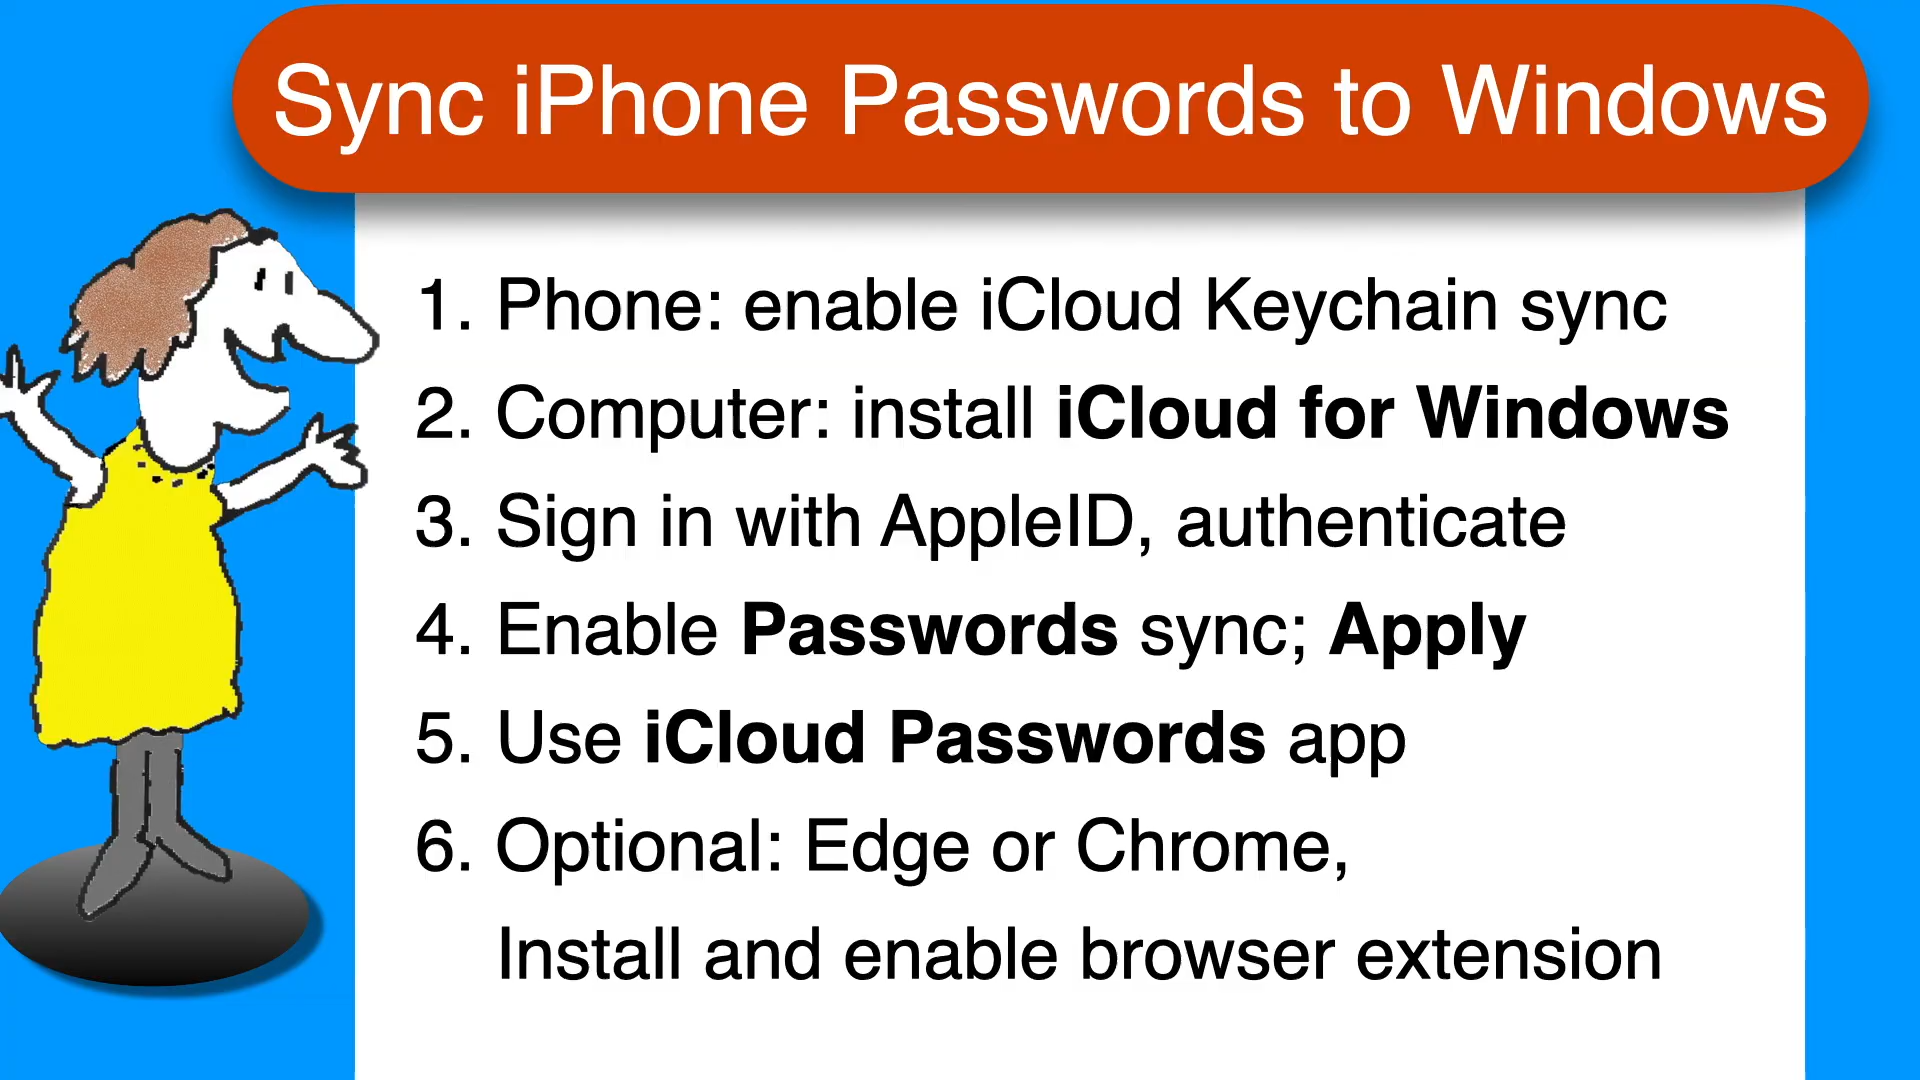 Sync iPhone Passwords to Windows
1. Phone: enable iCloud Keychain sync
2. Computer: install iCloud for Windows
3. Sign in with AppleID, authenticate
4. Enable Passwords sync; Apply
5. Use iCloud Passwords app
6. Optional: Edge or Chrome,
Install and enable browser extension